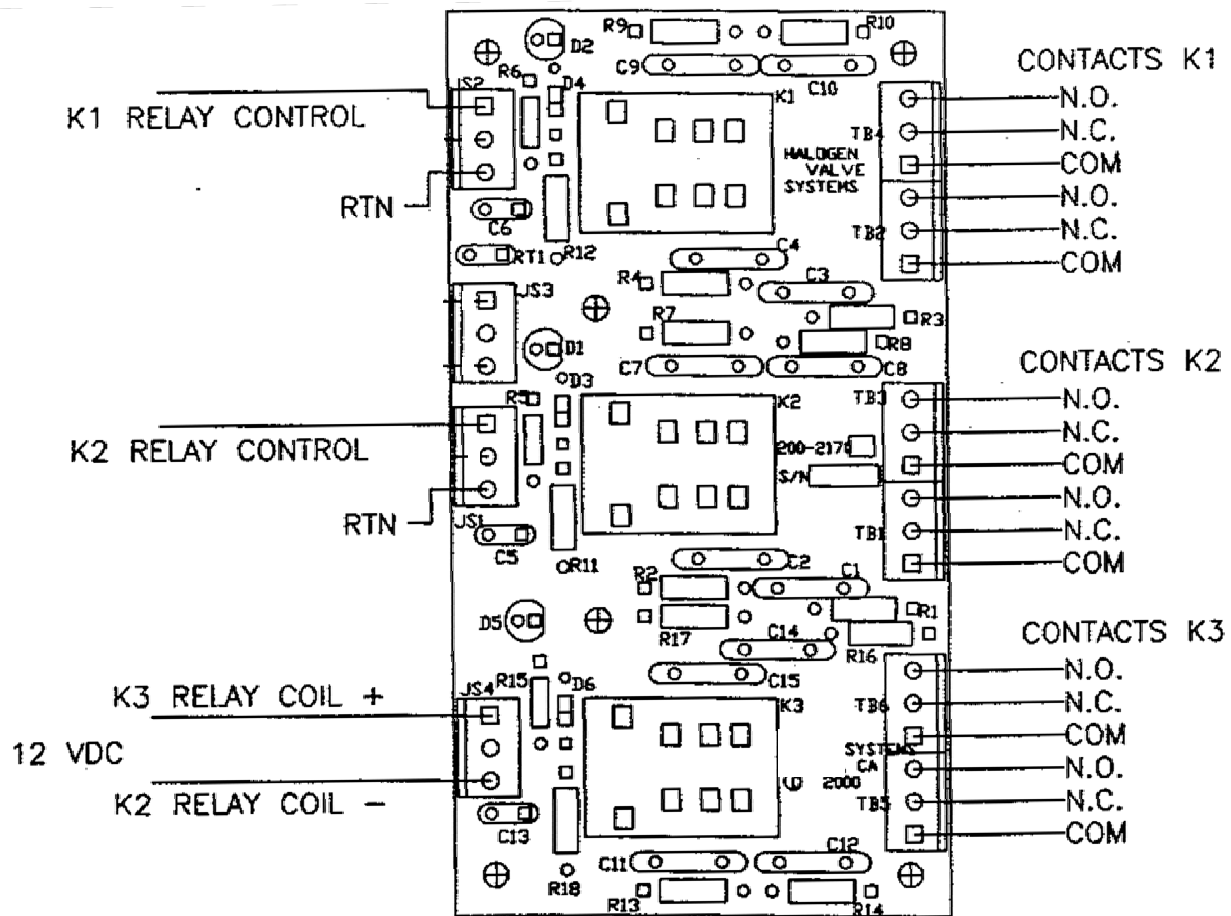 R9
D2
R10
CONTACTS K1
C9
R6
D4
C10
K1
JS2
N.O.
K1 RELAY CONTROL
TB4
N.C.
HALOGEN
VALVE
SYSTEMS
COM
N.O.
RTN
C6
TB2
N.C.
RT1
R12
C4
COM
R4
C3
JS3
R7
R3
D1
R8
C7
C8
CONTACTS K2
D3
R5
K2
TB3
N.O.
K2 RELAY CONTROL
200-217
N.C.
S/N
COM
N.O.
RTN
JS1
C5
TB1
N.C.
R11
C2
COM
R2
C1
D5
R17
R1
C14
R16
CONTACTS K3
R15
D6
C15
N.O.
JS4
K3 RELAY COIL +
K3
TB6
N.C.
COM
12 VDC
SYSTEMS
CA
N.O.
2000
K2 RELAY COIL -
TB5
N.C.
C13
COM
C11
C12
R18
R13
R14